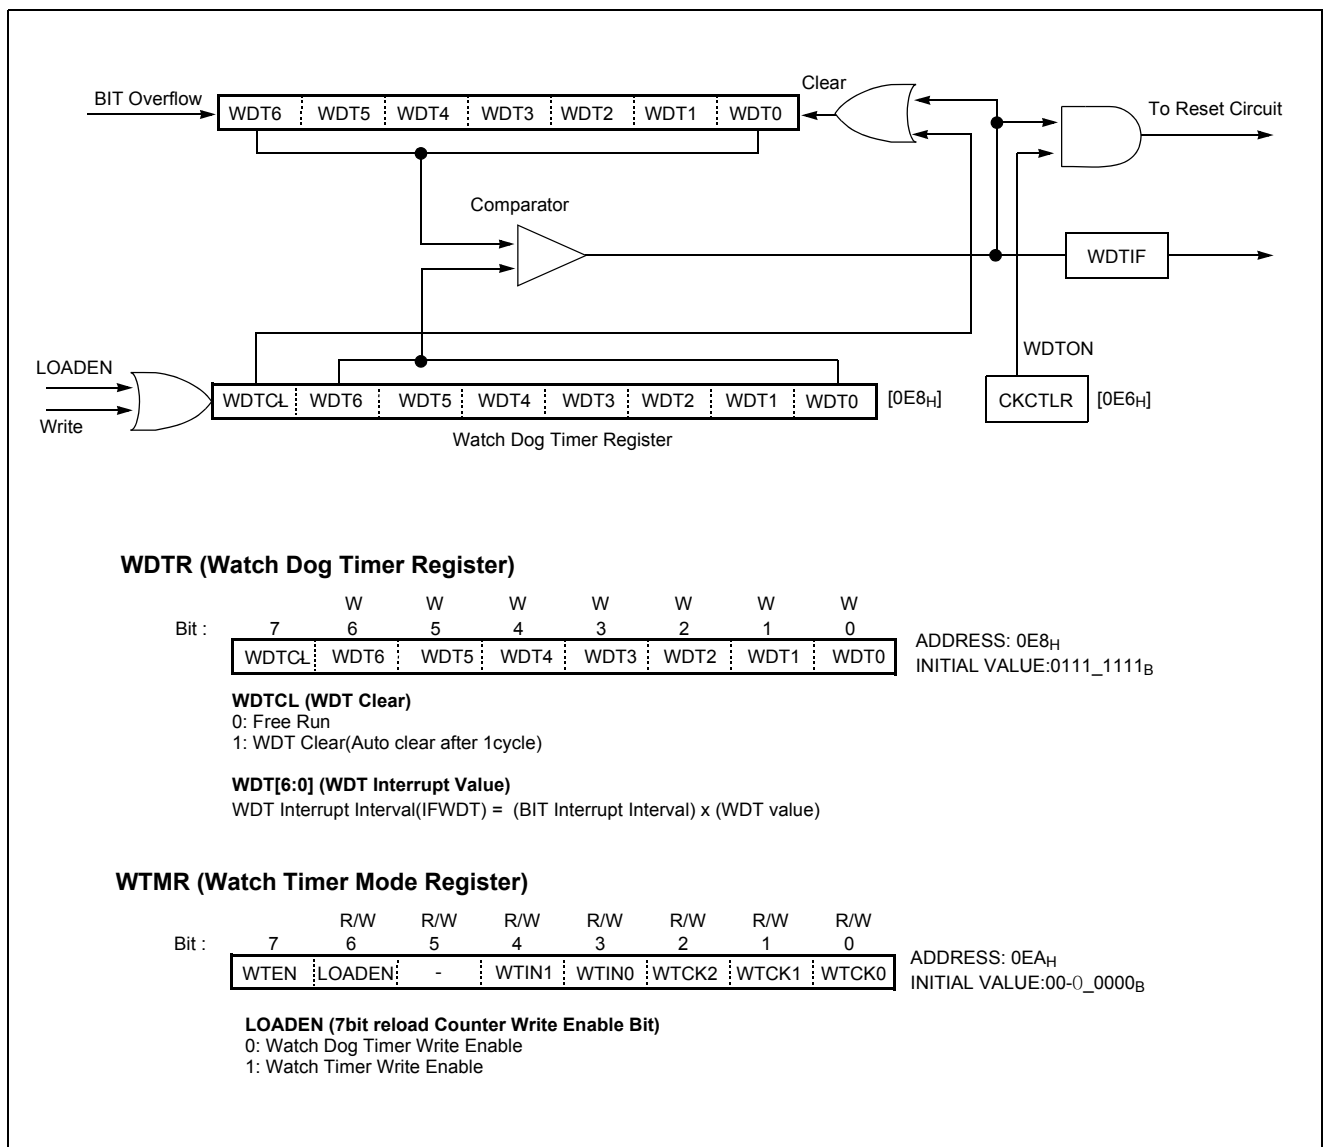 Clear
BIT Overflow
WDT6 WDT5 WDT4 WDT3 WDT2 WDT1 WDT0
To Reset Circuit
Comparator
WDTIF
WDTON
LOADEN
Write
WDTCL WDT6 WDT5 WDT4 WDT3 WDT2 WDT1 WDT0 [0E8H]
CKCTLR [0E6H]
Watch Dog Timer Register
WDTR (Watch Dog Timer Register)
W W W W W W W
Bit : 7 6 5 4 3 2 1 0
WDTCL WDT6 WDT5 WDT4 WDT3 WDT2 WDT1 WDT0
ADDRESS: 0E8H
INITIAL VALUE:0111_1111B
WDTCL (WDT Clear)
0: Free Run
1: WDT Clear(Auto clear after 1cycle)
WDT[6:0] (WDT Interrupt Value)
WDT Interrupt Interval(IFWDT) = (BIT Interrupt Interval) x (WDT value)
WTMR (Watch Timer Mode Register)
R/W R/W R/W R/W R/W R/W R/W
Bit : 7 6 5 4 3 2 1 0
WTEN LOADEN - WTIN1 WTIN0 WTCK2 WTCK1 WTCK0
ADDRESS: 0EAH
INITIAL VALUE:00-0_0000B
LOADEN (7bit reload Counter Write Enable Bit)
0: Watch Dog Timer Write Enable
1: Watch Timer Write Enable